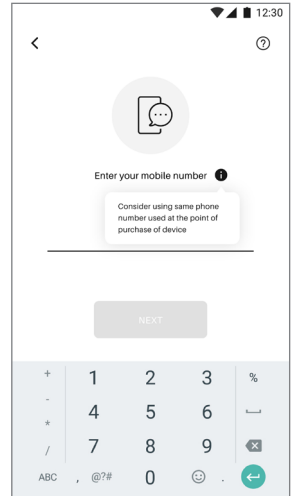 12:30
?
Enter your mobile number i
Consider using same phone
number used at the point of
purchase of device
NEXT
+ 1 2 3 %
-
* 4 5 6
/ 7 8 9
ABC , @?# 0 .